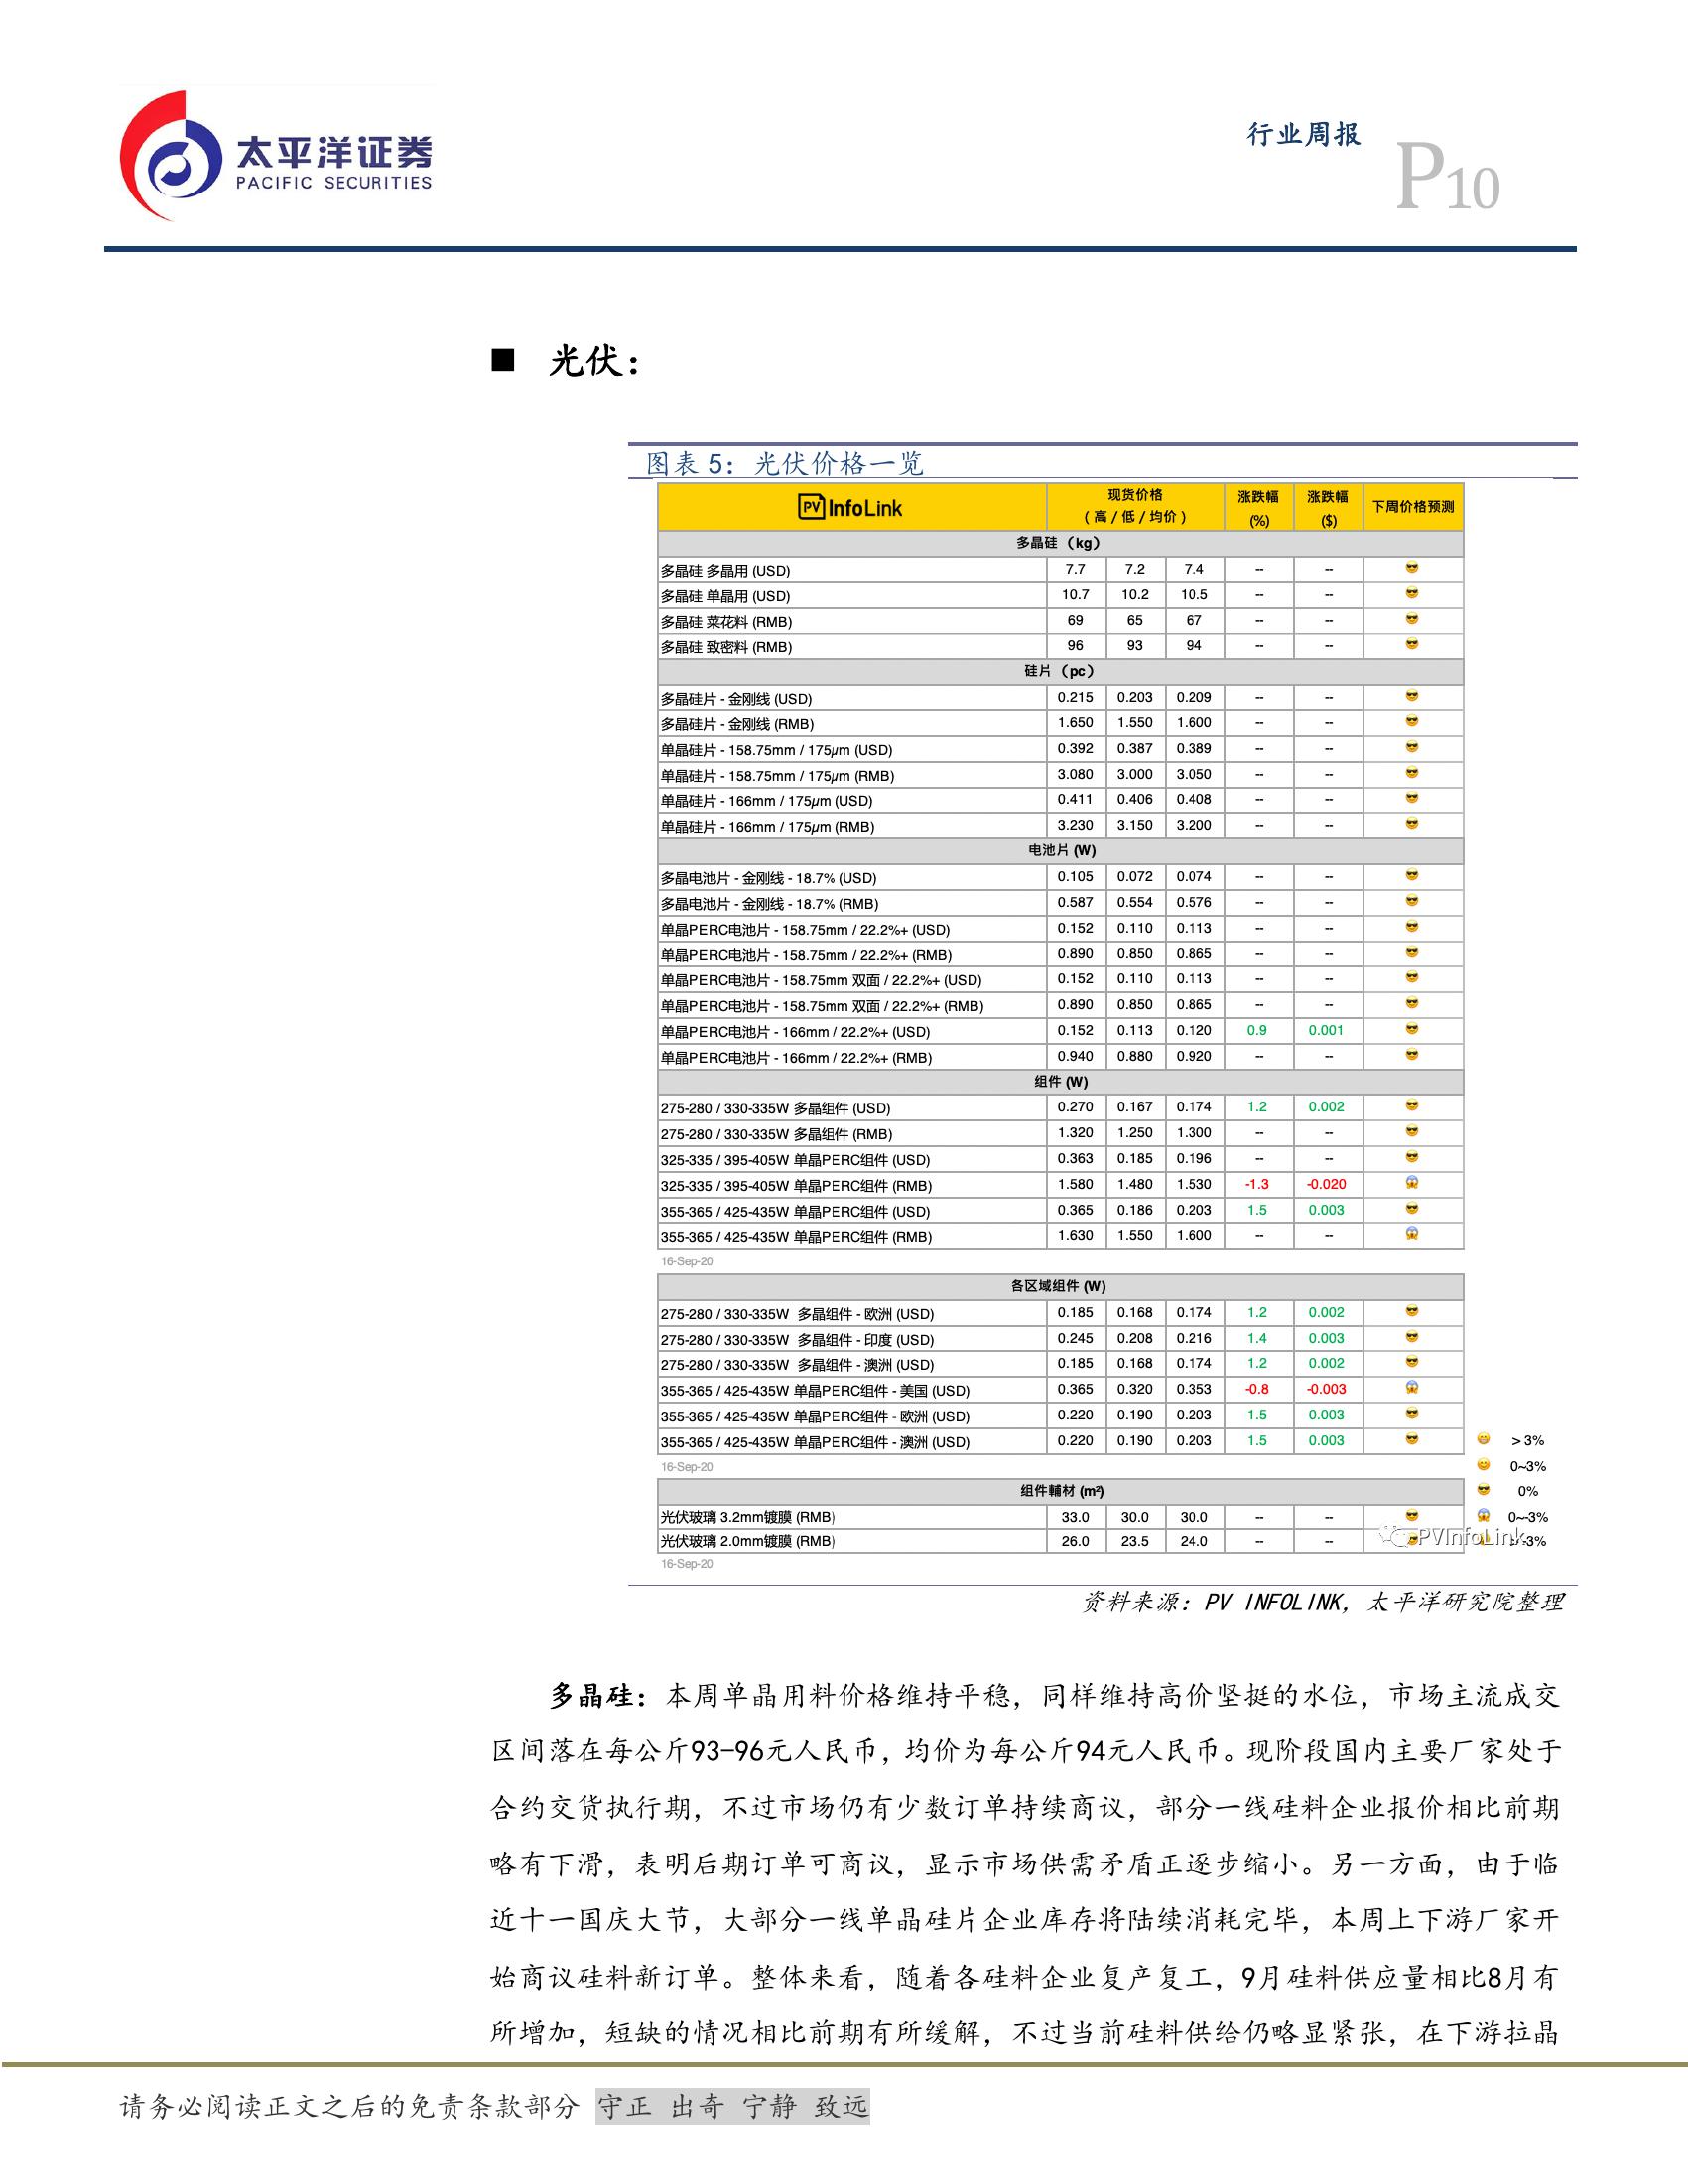 太平洋证券
PACIFIC SECURITIES
行业周报
P10
■ 光伏：
图表 5：光伏价格一览
PV InfoLink 现货价格（高 / 低 / 均价） 涨跌幅(%) 涨跌幅($) 下周价格预测
多晶硅 （kg）
多晶硅 多晶用 (USD) 7.7 7.2 7.4 -- --
多晶硅 单晶用 (USD) 10.7 10.2 10.5 -- --
多晶硅 菜花料 (RMB) 69 65 67 -- --
多晶硅 致密料 (RMB) 96 93 94 -- --
硅片 （pc）
多晶硅片 - 金刚线 (USD) 0.215 0.203 0.209 -- --
多晶硅片 - 金刚线 (RMB) 1.650 1.550 1.600 -- --
单晶硅片 - 158.75mm / 175μm (USD) 0.392 0.387 0.389 -- --
单晶硅片 - 158.75mm / 175μm (RMB) 3.080 3.000 3.050 -- --
单晶硅片 - 166mm / 175μm (USD) 0.411 0.406 0.408 -- --
单晶硅片 - 166mm / 175μm (RMB) 3.230 3.150 3.200 -- --
电池片 (W)
多晶电池片 - 金刚线 - 18.7% (USD) 0.105 0.072 0.074 -- --
多晶电池片 - 金刚线 - 18.7% (RMB) 0.587 0.554 0.576 -- --
单晶PERC电池片 - 158.75mm / 22.2%+ (USD) 0.152 0.110 0.113 -- --
单晶PERC电池片 - 158.75mm / 22.2%+ (RMB) 0.890 0.850 0.865 -- --
单晶PERC电池片 - 158.75mm 双面 / 22.2%+ (USD) 0.152 0.110 0.113 -- --
单晶PERC电池片 - 158.75mm 双面 / 22.2%+ (RMB) 0.890 0.850 0.865 -- --
单晶PERC电池片 - 166mm / 22.2%+ (USD) 0.152 0.113 0.120 0.9 0.001
单晶PERC电池片 - 166mm / 22.2%+ (RMB) 0.940 0.880 0.920 -- --
组件 (W)
275-280 / 330-335W 多晶组件 (USD) 0.270 0.167 0.174 1.2 0.002
275-280 / 330-335W 多晶组件 (RMB) 1.320 1.250 1.300 -- --
325-335 / 395-405W 单晶PERC组件 (USD) 0.363 0.185 0.196 -- --
325-335 / 395-405W 单晶PERC组件 (RMB) 1.580 1.480 1.530 -1.3 -0.020
355-365 / 425-435W 单晶PERC组件 (USD) 0.365 0.186 0.203 1.5 0.003
355-365 / 425-435W 单晶PERC组件 (RMB) 1.630 1.550 1.600 -- --
16-Sep-20
各区域组件 (W)
275-280 / 330-335W 多晶组件 - 欧洲 (USD) 0.185 0.168 0.174 1.2 0.002
275-280 / 330-335W 多晶组件 - 印度 (USD) 0.245 0.208 0.216 1.4 0.003
275-280 / 330-335W 多晶组件 - 澳洲 (USD) 0.185 0.168 0.174 1.2 0.002
355-365 / 425-435W 单晶PERC组件 - 美国 (USD) 0.365 0.320 0.353 -0.8 -0.003
355-365 / 425-435W 单晶PERC组件 - 欧洲 (USD) 0.220 0.190 0.203 1.5 0.003
355-365 / 425-435W 单晶PERC组件 - 澳洲 (USD) 0.220 0.190 0.203 1.5 0.003
> 3%
16-Sep-20
0~3%
组件輔材 (m²)
0%
光伏玻璃 3.2mm镀膜 (RMB) 33.0 30.0 30.0 -- --
0~-3%
光伏玻璃 2.0mm镀膜 (RMB) 26.0 23.5 24.0 -- --
PVInfoLink
16-Sep-20
资料来源：PV INFOLINK，太平洋研究院整理
多晶硅：本周单晶用料价格维持平稳，同样维持高价坚挺的水位，市场主流成交
区间落在每公斤93-96元人民币，均价为每公斤94元人民币。现阶段国内主要厂家处于
合约交货执行期，不过市场仍有少数订单持续商议，部分一线硅料企业报价相比前期
略有下滑，表明后期订单可商议，显示市场供需矛盾正逐步缩小。另一方面，由于临
近十一国庆大节，大部分一线单晶硅片企业库存将陆续消耗完毕，本周上下游厂家开
始商议硅料新订单。整体来看，随着各硅料企业复产复工，9月硅料供应量相比8月有
所增加，短缺的情况相比前期有所缓解，不过当前硅料供给仍略显紧张，在下游拉晶
请务必阅读正文之后的免责条款部分 守正 出奇 宁静 致远